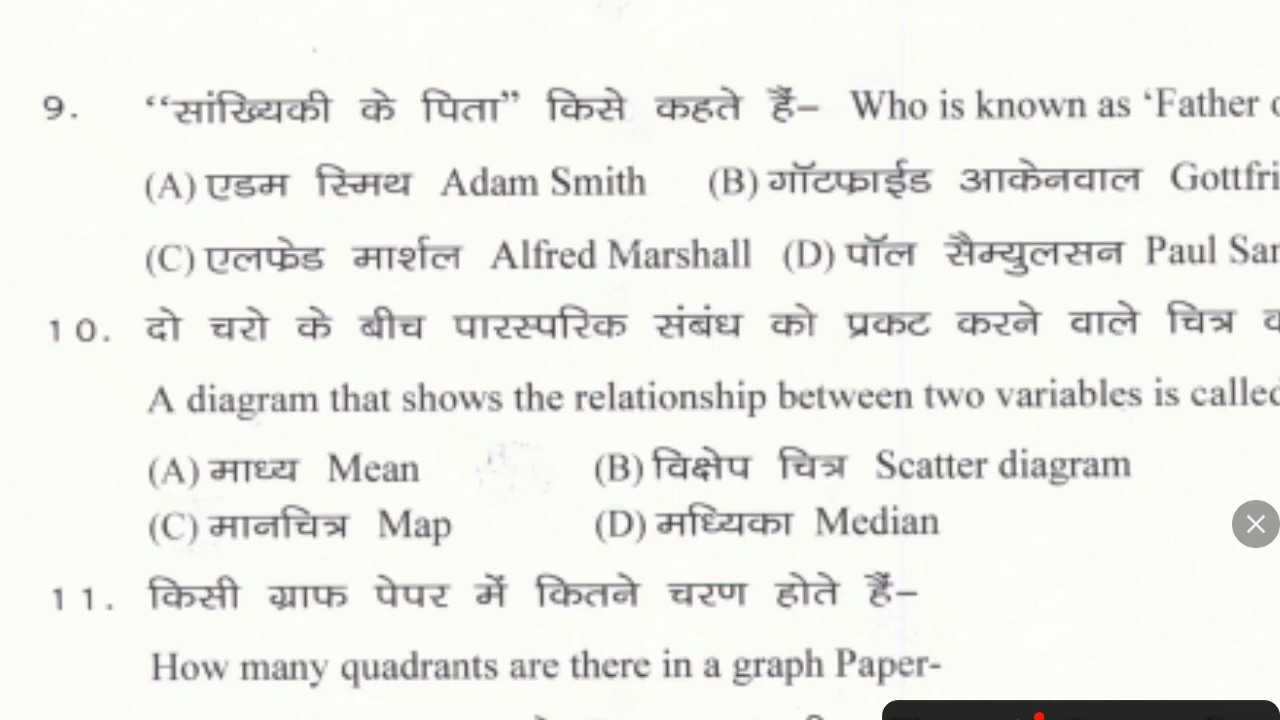 9. “सांख्यिकी के पिता” किसे कहते हैं– Who is known as ‘Father
(A) एडम स्मिथ Adam Smith (B) गॉटफाईड आकेनवाल Gottfri
(C) एलफेड मार्शल Alfred Marshall (D) पॉल सैम्युलसन Paul Sam
10. दो चरो के बीच पारस्परिक संबंध को प्रकट करने वाले चित्र
A diagram that shows the relationship between two variables is called
(A) माध्य Mean (B) विक्षेप चित्र Scatter diagram
(C) मानचित्र Map (D) मध्यिका Median
11. किसी ग्राफ पेपर में कितने चरण होते हैं–
How many quadrants are there in a graph Paper-